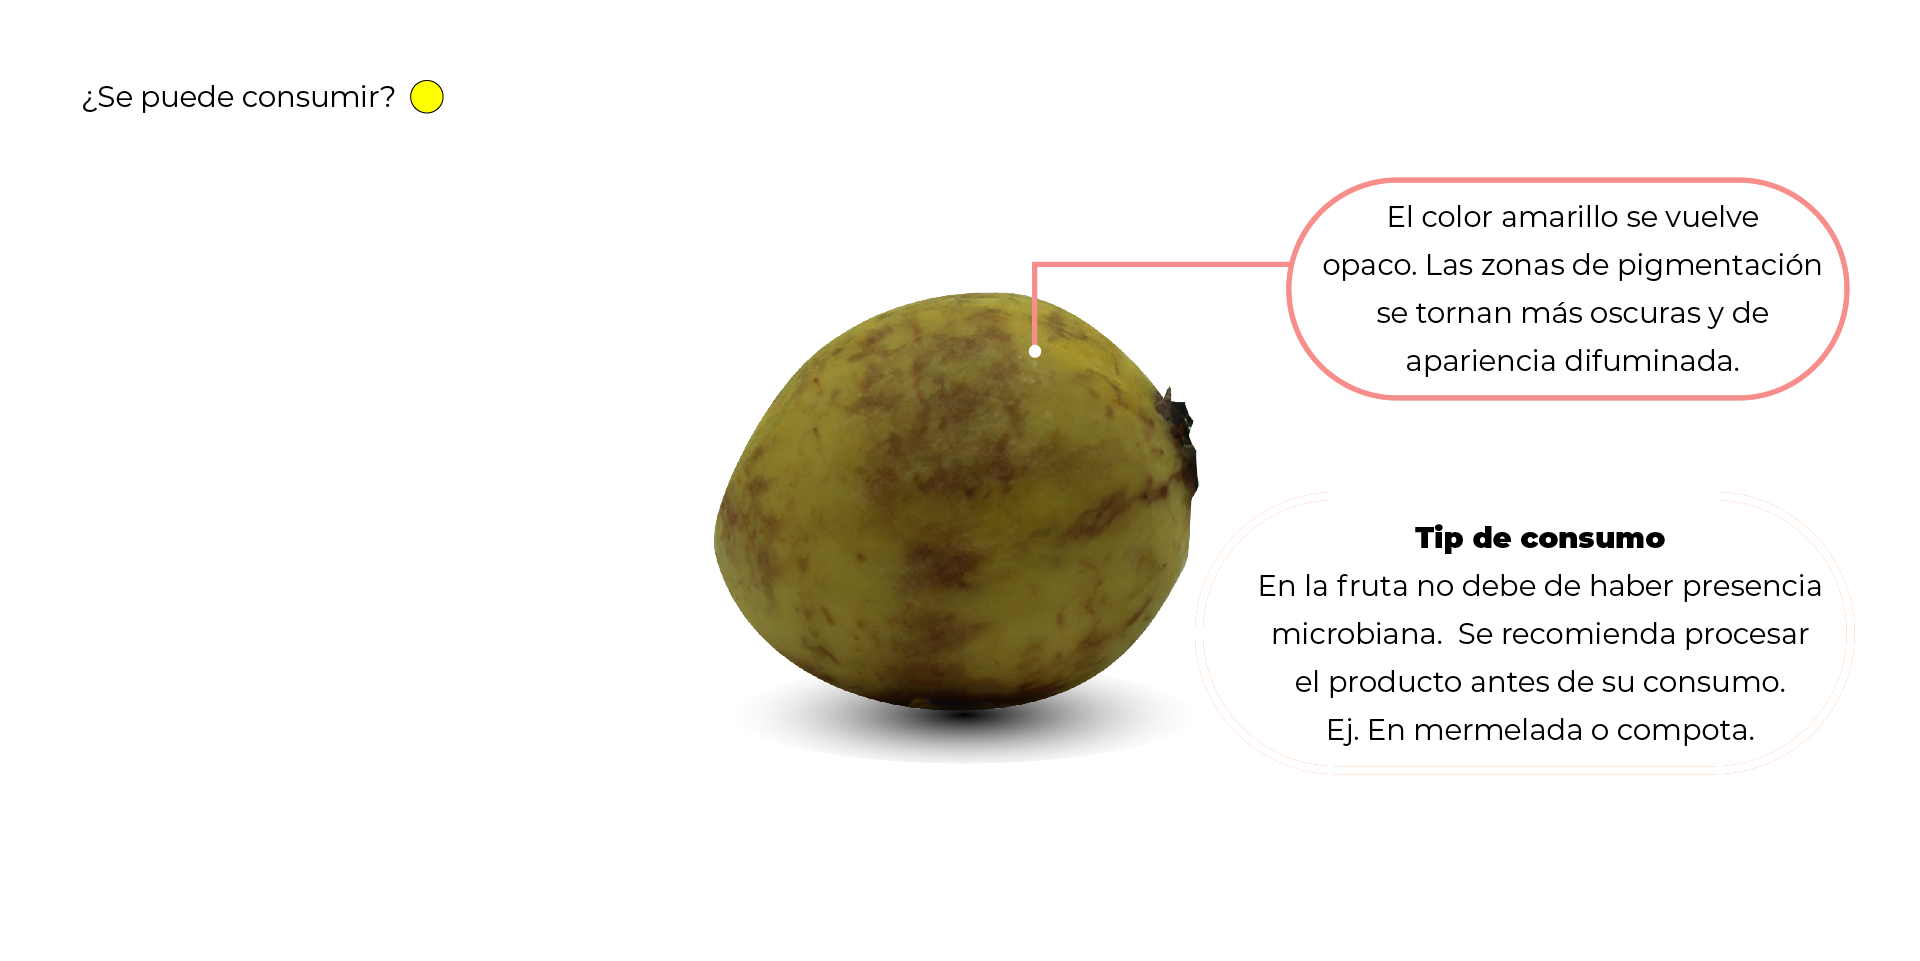 ¿Se puede consumir?
El color amarillo se vuelve
opaco. Las zonas de pigmentación
se tornan más oscuras y de
apariencia difuminada.
Tip de consumo
En la fruta no debe de haber presencia
microbiana.  Se recomienda procesar
el producto antes de su consumo.
Ej. En mermelada o compota.